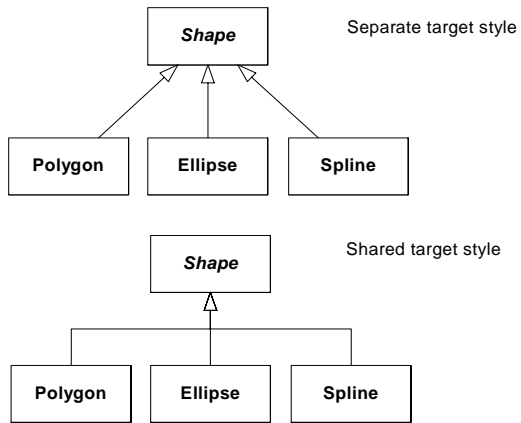 Shape
Separate target style
Polygon
Ellipse
Spline
Shape
Shared target style
Polygon
Ellipse
Spline